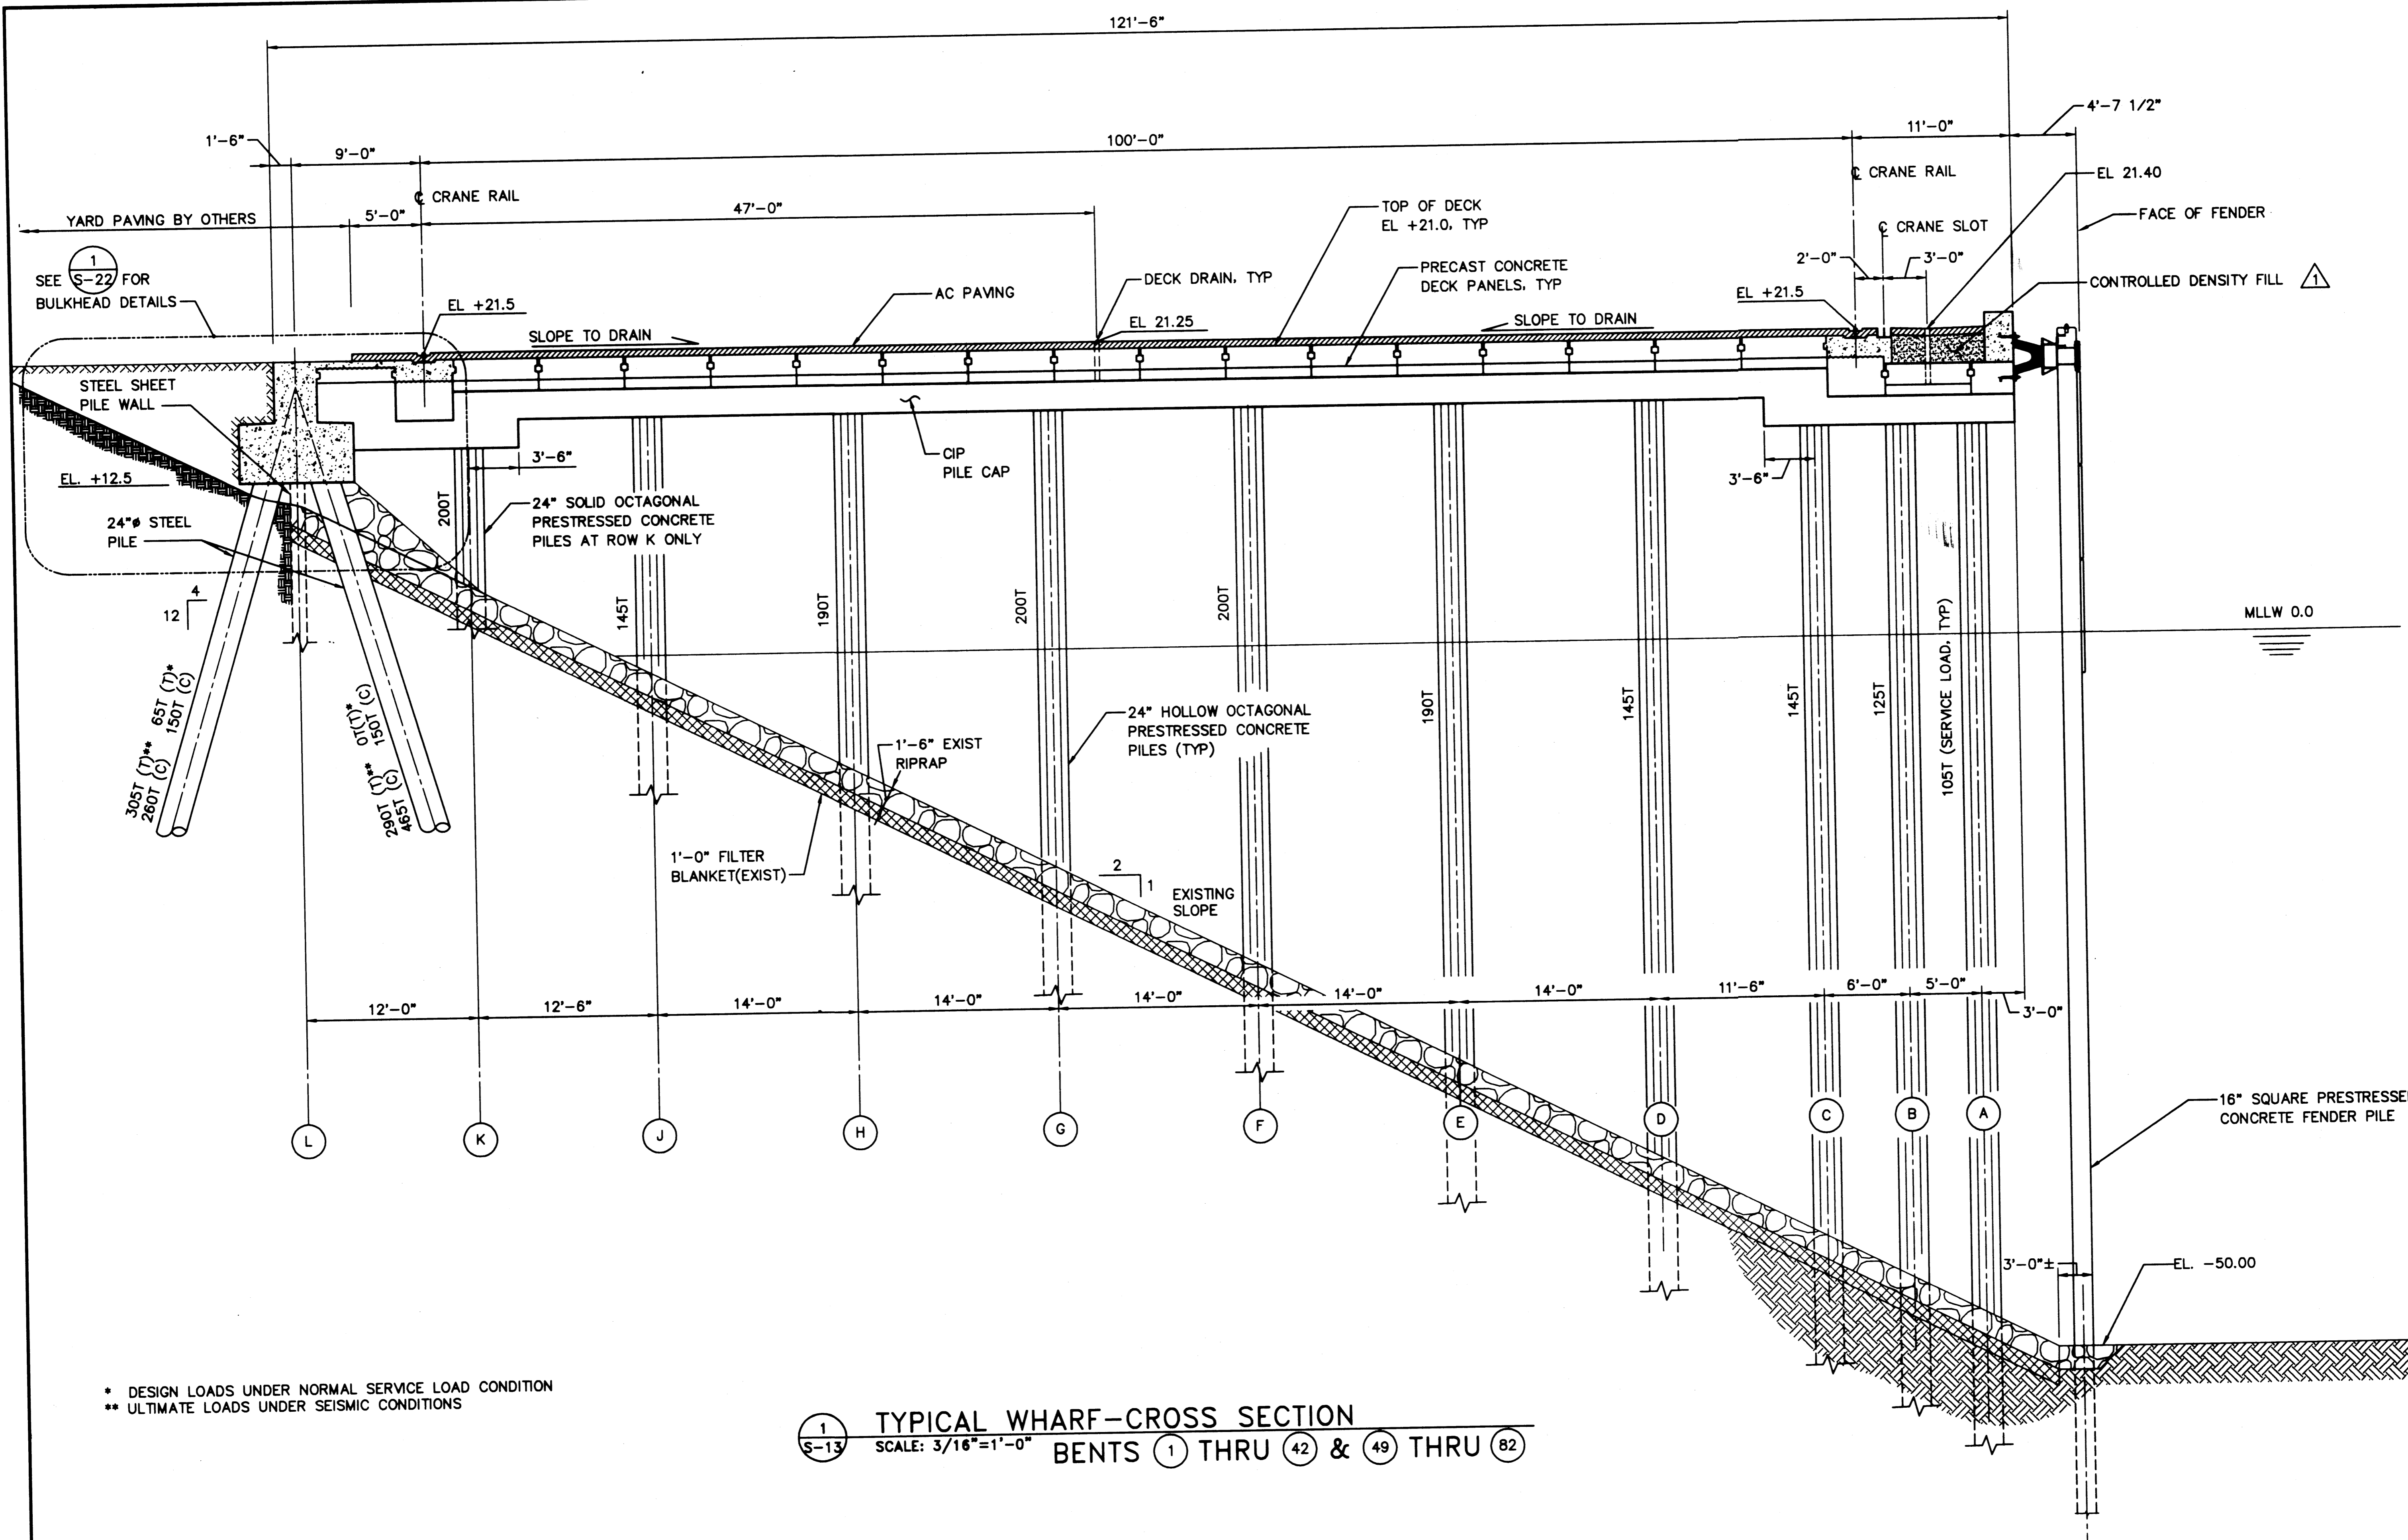 121'-6"
4'-7 1/2"
1'-6"
9'-0"
100'-0"
11'-0"
℄ CRANE RAIL
℄ CRANE RAIL
EL 21.40
YARD PAVING BY OTHERS
5'-0"
47'-0"
TOP OF DECK
EL +21.0, TYP
FACE OF FENDER
℄ CRANE SLOT
2'-0"
3'-0"
SEE 1 FOR
S-22
BULKHEAD DETAILS
DECK DRAIN, TYP
PRECAST CONCRETE
DECK PANELS, TYP
CONTROLLED DENSITY FILL 1
AC PAVING
EL +21.5
EL +21.5
EL 21.25
SLOPE TO DRAIN
SLOPE TO DRAIN
STEEL SHEET
PILE WALL
CIP
PILE CAP
3'-6"
3'-6"
EL. +12.5
200T
24" SOLID OCTAGONAL
PRESTRESSED CONCRETE
PILES AT ROW K ONLY
24"ø STEEL
PILE
4
12
145T
190T
200T
200T
190T
145T
145T
125T
105T (SERVICE LOAD, TYP)
MLLW 0.0
305T (T)** 65T (T)*
260T (C) 150T (C)
290T (T)** 0T(T)*
465T (C) 150T (C)
24" HOLLOW OCTAGONAL
PRESTRESSED CONCRETE
PILES (TYP)
1'-6" EXIST
RIPRAP
1'-0" FILTER
BLANKET(EXIST)
2
1
EXISTING
SLOPE
12'-0"
12'-6"
14'-0"
14'-0"
14'-0"
14'-0"
14'-0"
11'-6"
6'-0"
5'-0"
3'-0"
L
K
J
H
G
F
E
D
C
B
A
16" SQUARE PRESTRESSE
CONCRETE FENDER PILE
3'-0"±
EL. -50.00
* DESIGN LOADS UNDER NORMAL SERVICE LOAD CONDITION
** ULTIMATE LOADS UNDER SEISMIC CONDITIONS
1
S-13
TYPICAL WHARF-CROSS SECTION
SCALE: 3/16"=1'-0" BENTS 1 THRU 42 & 49 THRU 82